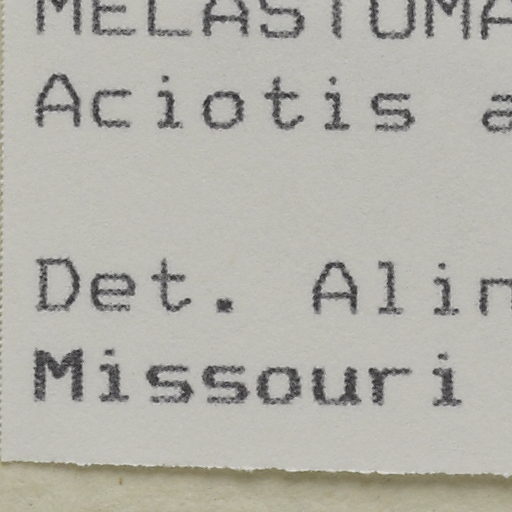 MELASTOMA
Aciotis a
Det. Alin
Missouri